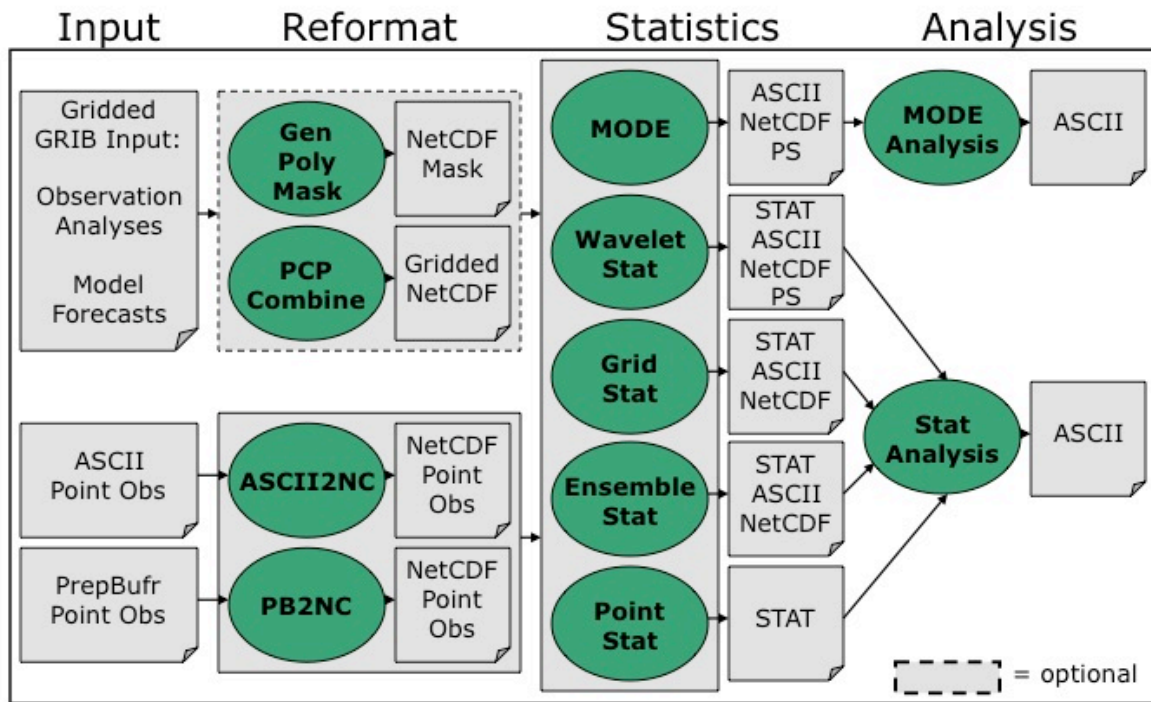 Input
Reformat
Statistics
Analysis
Gridded
GRIB Input:
Observation
Analyses
Model
Forecasts
Gen
Poly
Mask
NetCDF
Mask
PCP
Combine
Gridded
NetCDF
ASCII
Point Obs
ASCII2NC
NetCDF
Point
Obs
PrepBufr
Point Obs
PB2NC
NetCDF
Point
Obs
MODE
ASCII
NetCDF
PS
Wavelet
Stat
STAT
ASCII
NetCDF
PS
Grid
Stat
STAT
ASCII
NetCDF
Ensemble
Stat
STAT
ASCII
NetCDF
Point
Stat
STAT
MODE
Analysis
ASCII
Stat
Analysis
ASCII
= optional